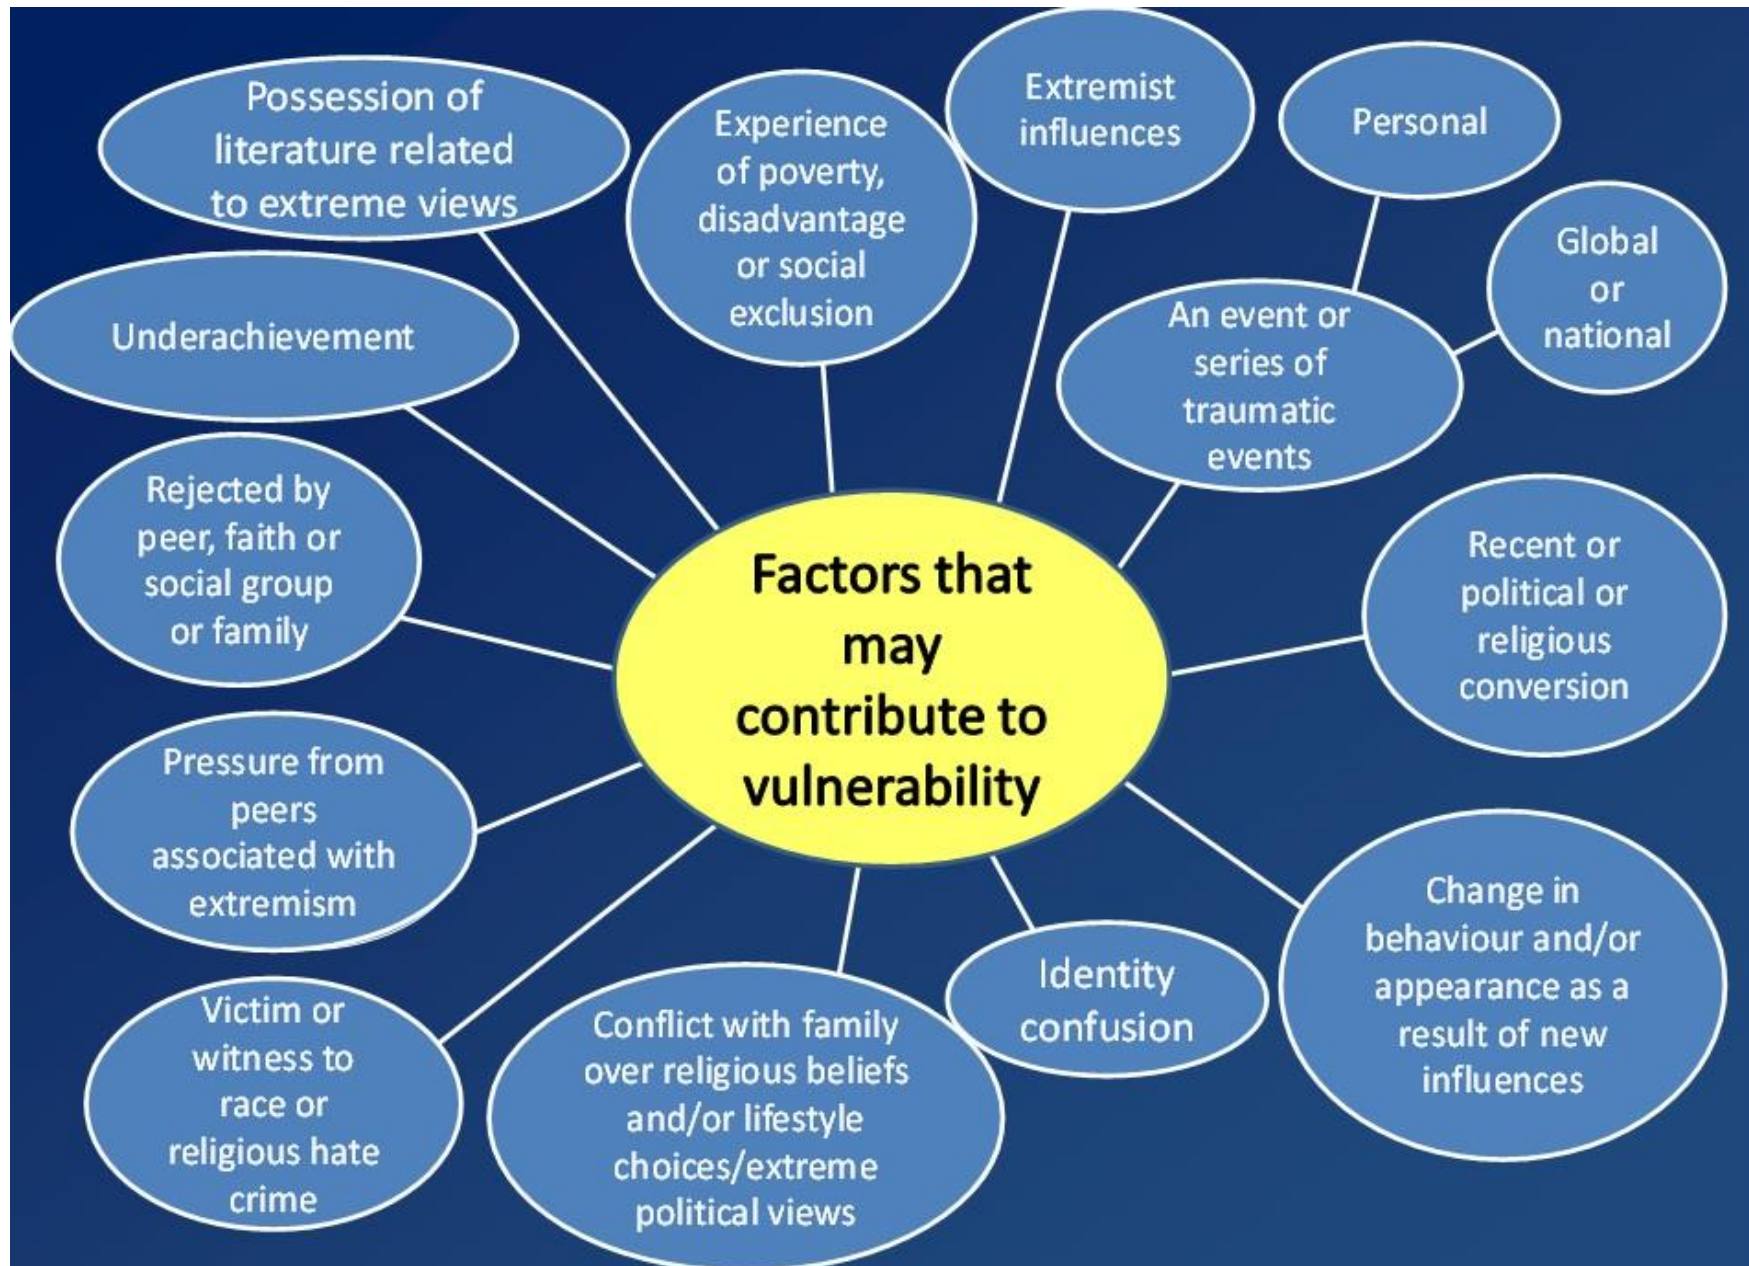 Possession of
literature related
to extreme views
Experience
of poverty,
disadvantage
or social
exclusion
Extremist
influences
Personal
Global
or
national
An event or
series of
traumatic
events
Underachievement
Rejected by
peer, faith or
social group
or family
Factors that
may
contribute to
vulnerability
Recent or
political or
religious
conversion
Pressure from
peers
associated with
extremism
Change in
behaviour and/or
appearance as a
result of new
influences
Identity
confusion
Victim or
witness to
race or
religious hate
crime
Conflict with family
over religious beliefs
and/or lifestyle
choices/extreme
political views